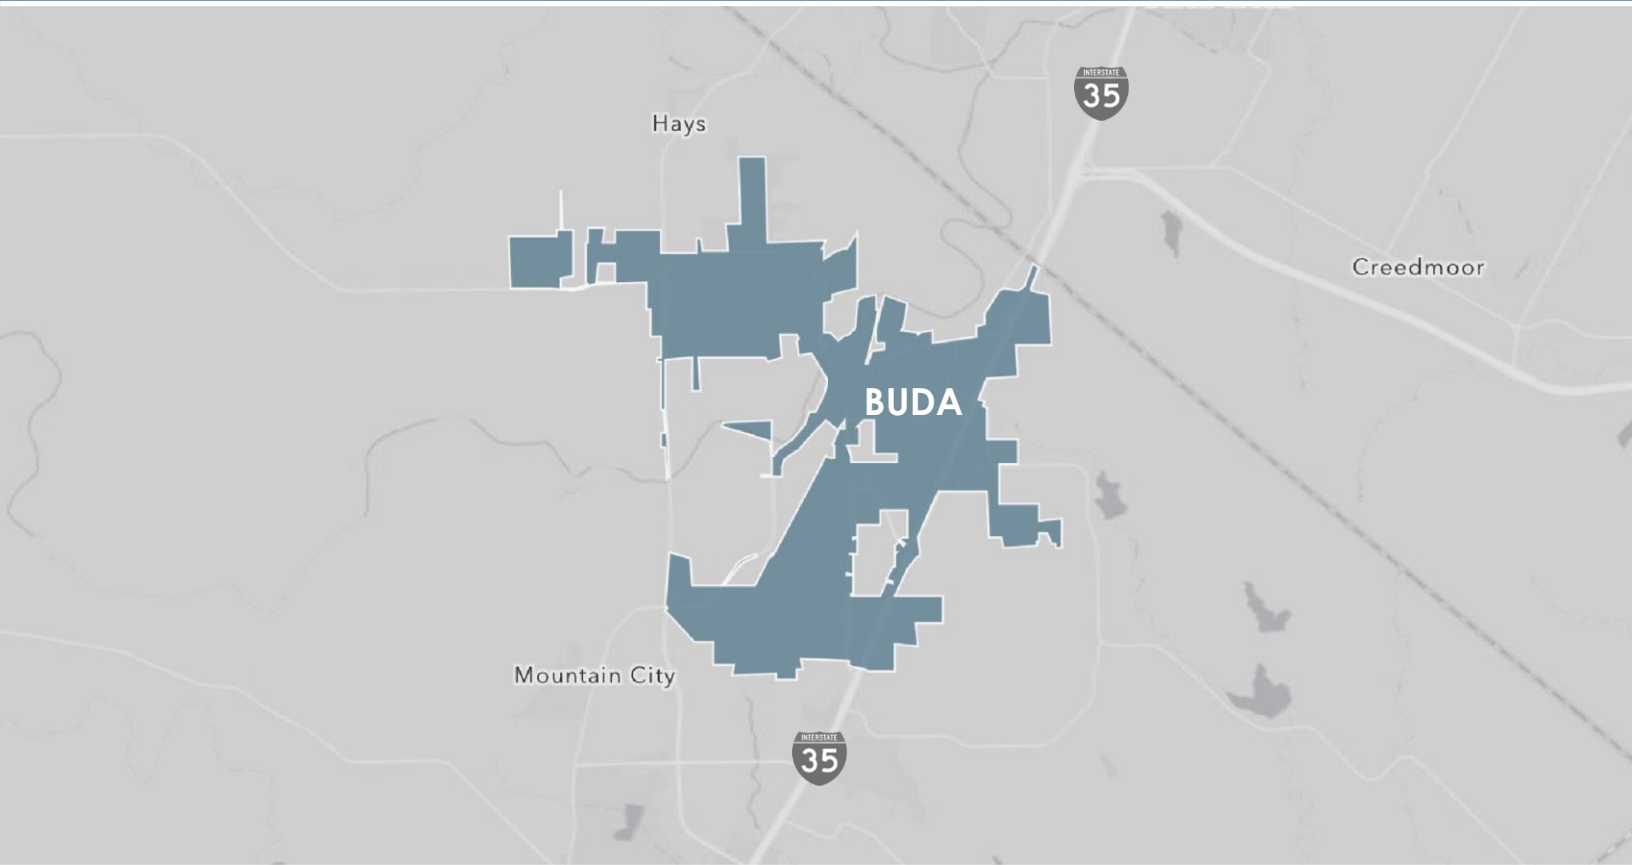 INTERSTATE
35
Hays
Creedmoor
BUDA
Mountain City
INTERSTATE
35